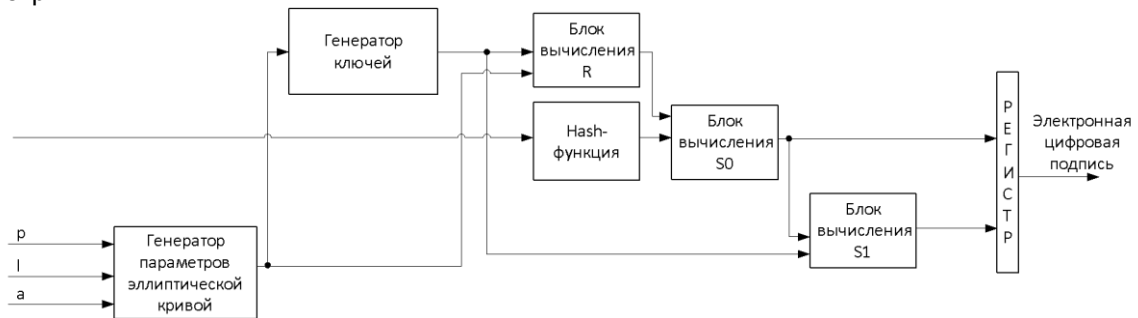 Генератор
ключей
Блок
вычисления
R
Hash-
функция
Блок
вычисления
S0
Блок
вычисления
S1
РЕГИСТР
Электронная
цифровая
подпись
p
l
a
Генератор
параметров
эллиптической
кривой